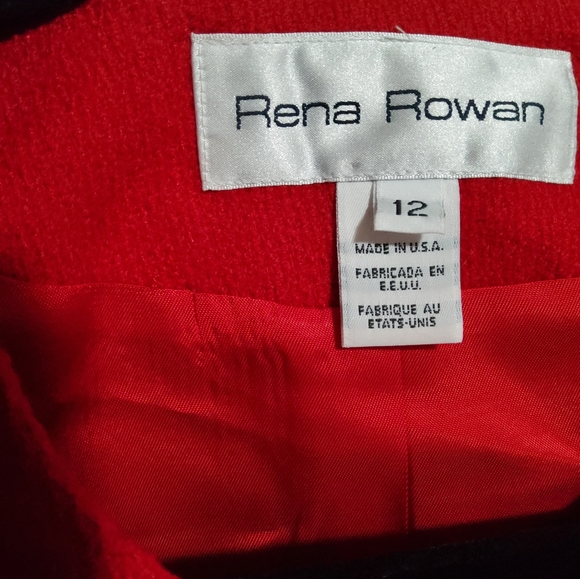 Rena Rowan
12
MADE IN U.S.A.
FABRICADA EN
E.E.U.U.
FABRIQUE AU
ETATS-UNIS